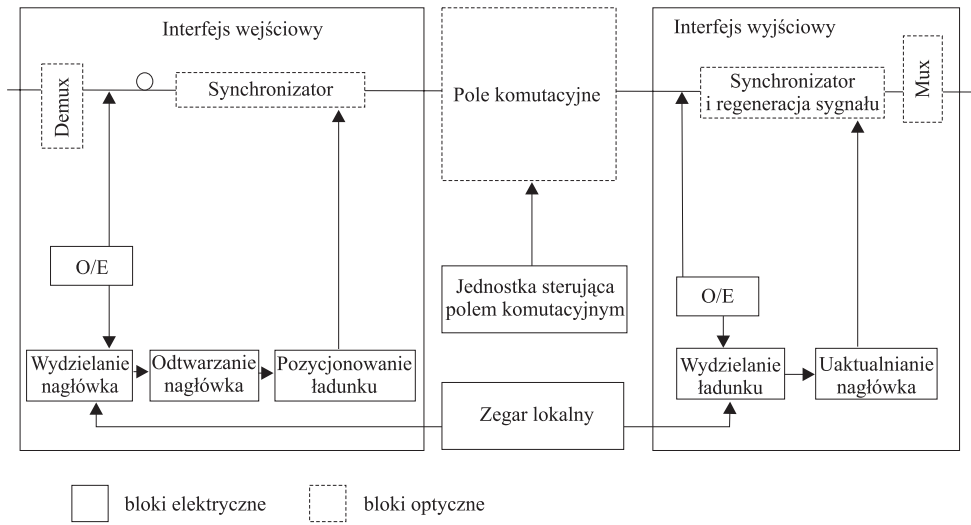 Interfejs wejściowy
Demux
Synchronizator
O/E
Wydzielanie
nagłówka
Odtwarzanie
nagłówka
Pozycjonowanie
ładunku
Pole komutacyjne
Jednostka sterująca
polem komutacyjnym
Zegar lokalny
Interfejs wyjściowy
Synchronizator
i regeneracja sygnału
Mux
O/E
Wydzielanie
ładunku
Uaktualnianie
nagłówka
bloki elektryczne
bloki optyczne